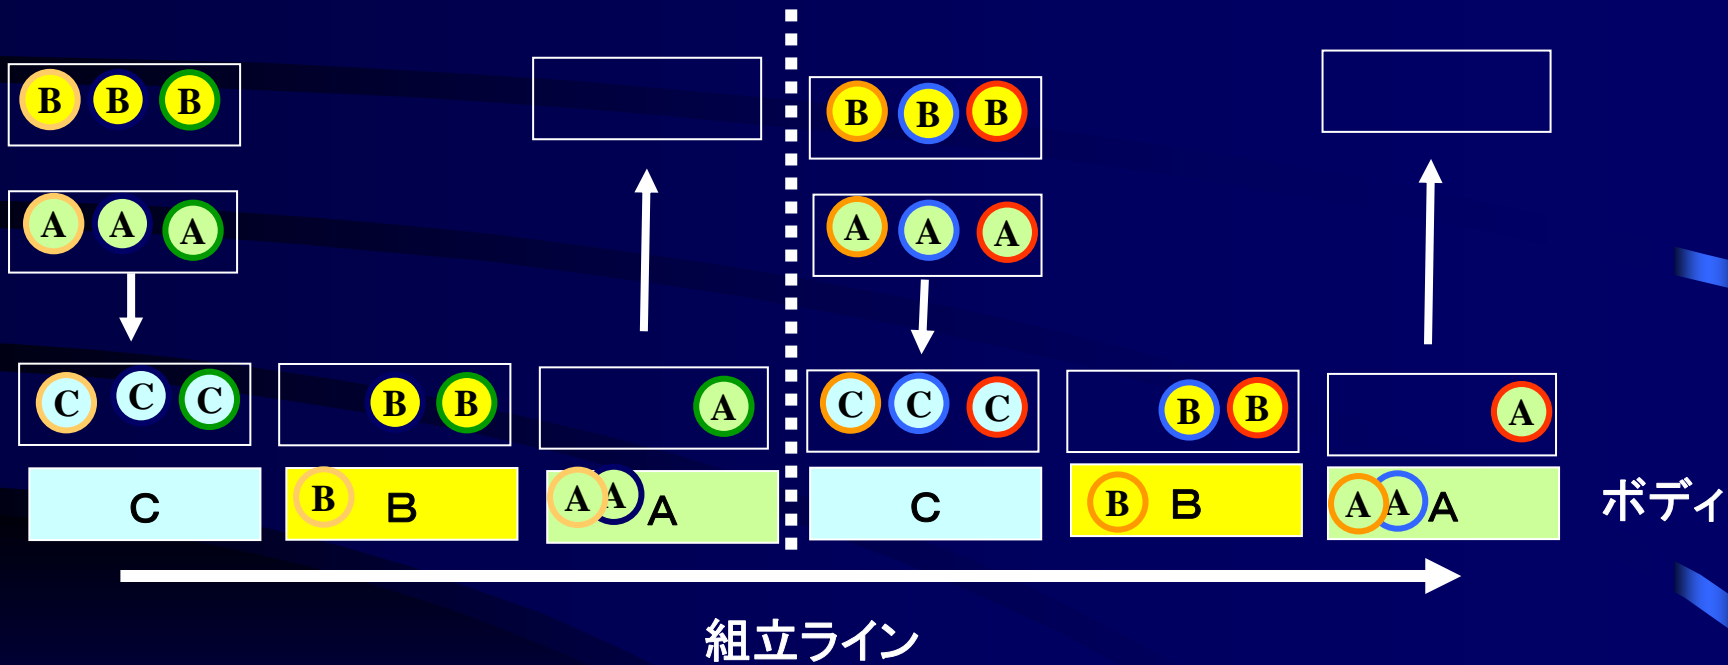 B B B B B B
A A A A A A
C C C B B A C C C B B A
C B B A A A C B B A A A ボディ
組立ライン